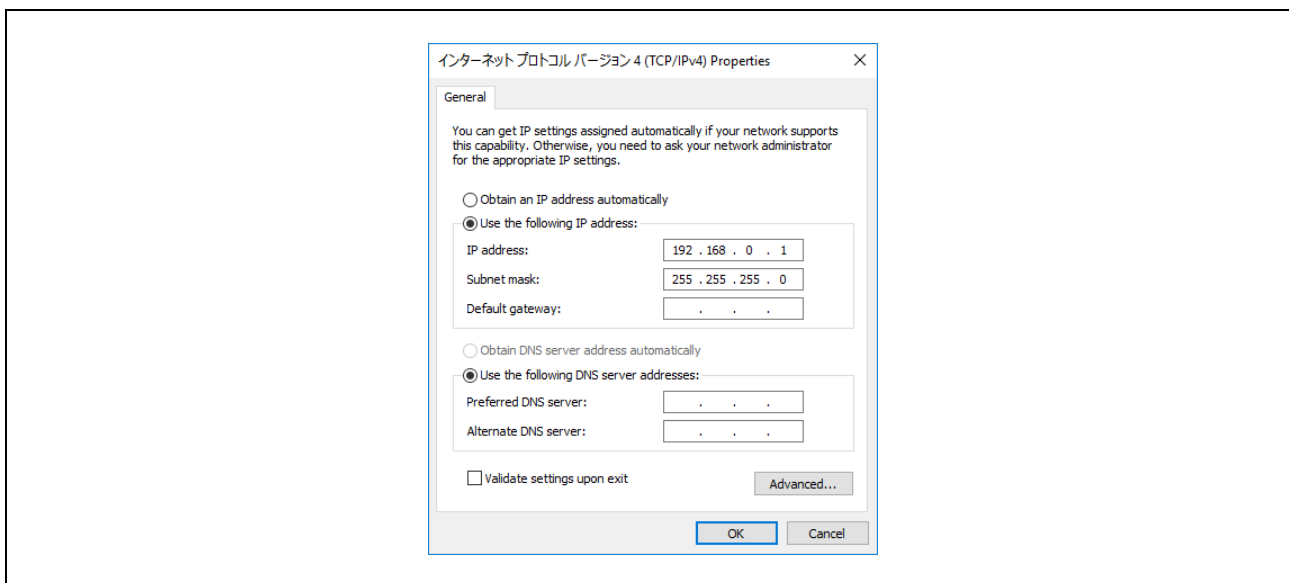 インターネット プロトコル バージョン 4 (TCP/IPv4) Properties
General
You can get IP settings assigned automatically if your network supports
this capability. Otherwise, you need to ask your network administrator
for the appropriate IP settings.
Obtain an IP address automatically
Use the following IP address:
IP address: 192 . 168 . 0 . 1
Subnet mask: 255 . 255 . 255 . 0
Default gateway: . . .
Obtain DNS server address automatically
Use the following DNS server addresses:
Preferred DNS server: . . .
Alternate DNS server: . . .
Validate settings upon exit
Advanced...
OK Cancel